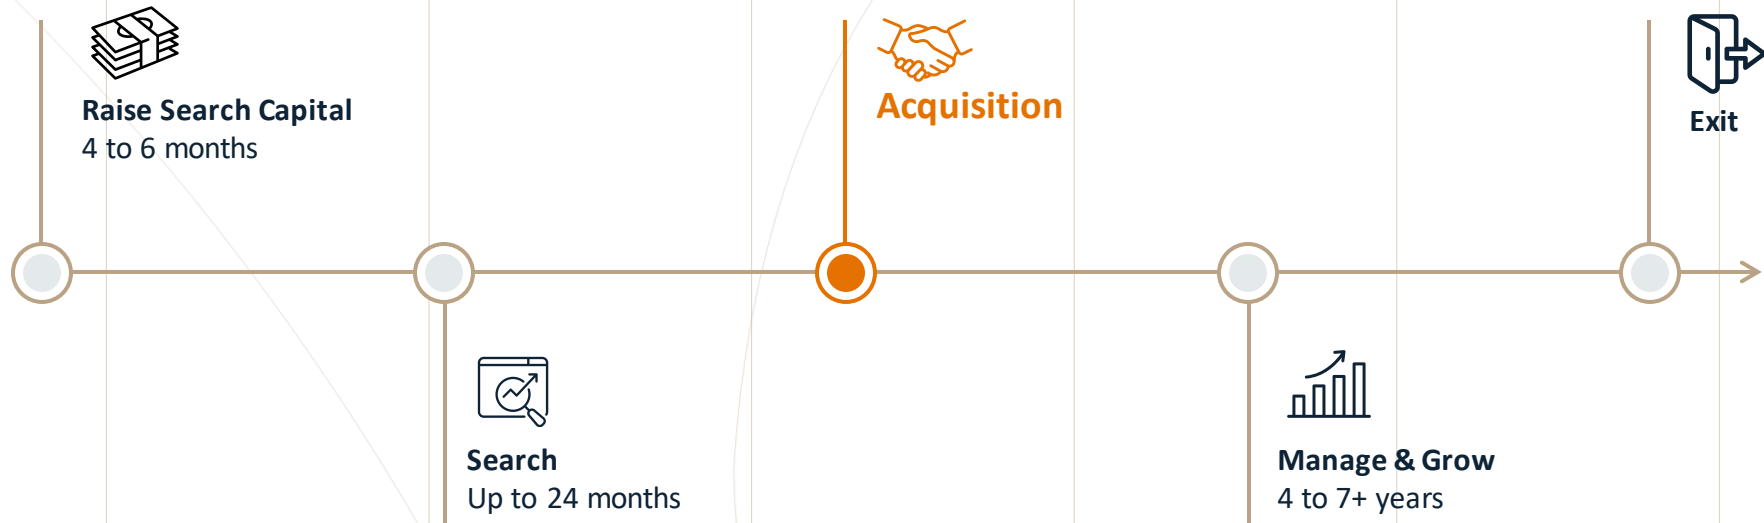 Raise Search Capital
4 to 6 months
Search
Up to 24 months
Acquisition
Manage & Grow
4 to 7+ years
Exit